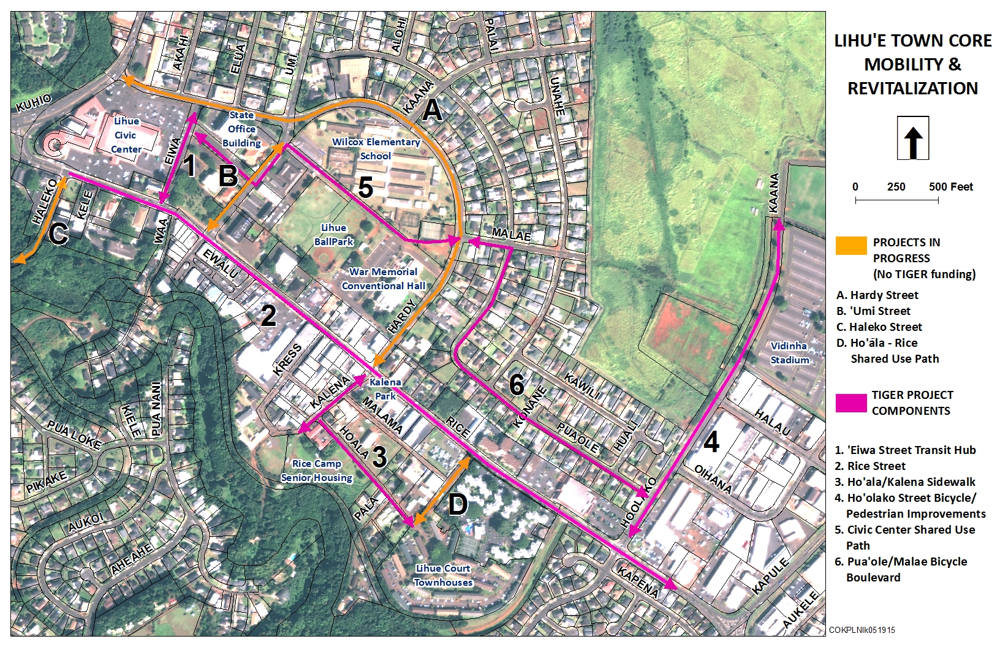 LIHU'E TOWN CORE
MOBILITY &
REVITALIZATION
0 250 500 Feet
PROJECTS IN
PROGRESS
(No TIGER funding)
A. Hardy Street
B. 'Umi Street
C. Haleko Street
D. Ho'āla - Rice
Shared Use Path
TIGER PROJECT
COMPONENTS
1. 'Eiwa Street Transit Hub
2. Rice Street
3. Ho'ala/Kalena Sidewalk
4. Ho'olako Street Bicycle/
Pedestrian Improvements
5. Civic Center Shared Use
Path
6. Pua'ole/Malae Bicycle
Boulevard
COKPLNlk051915
KUHIO
AKAHI
ELUA
UMI
ALOHI
PALAI
KAANA
UNAHE
A
Lihue
Civic
Center
State
Office
Building
EIWA
1
B
Wilcox Elementary
School
5
HALEKO
KELE
C
WAA
EWALU
Lihue
BallPark
MALAE
KAANA
War Memorial
Conventional Hall
HARDY
2
KRESS
KALENA
Kalena
Park
MALAMA
RICE
HOALA
3
Rice Camp
Senior Housing
PALA
D
Lihue Court
Townhouses
6
KAWILI
KONANE
PUAOLE
HUALI
Vidinha
Stadium
HALAU
4
OIHANA
HOOLAKO
KAPENA
KAPULE
AUKELE
PUA NANI
KIELE
PUA LOKE
PIKAKE
AUKOI
AHEAHE